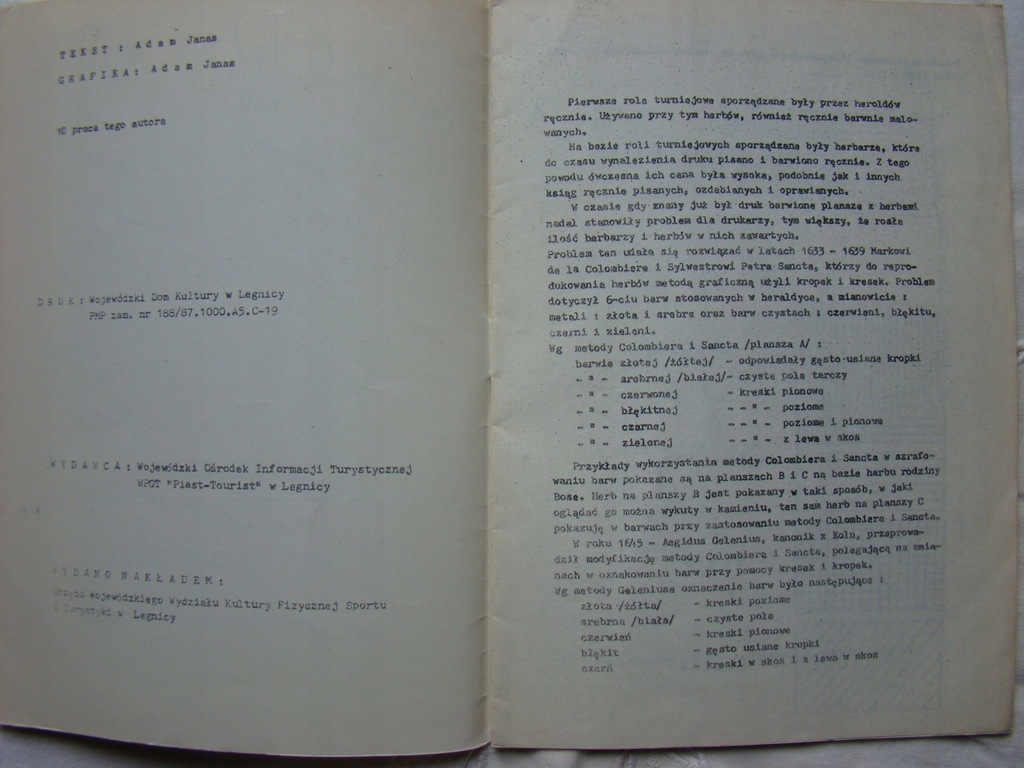 TEKST : Adam Janas
GRAFIKA: Adam Janas
10 praca tego autora
DRUK: Wojewódzki Dom Kultury w Legnicy
PMP zam. nr 188/87.1000.A5.C-19
WYDAWCA: Wojewódzki Ośrodek Informacji Turystycznej
WPGT "Piast-Tourist" w Legnicy
WYDANO NAKŁADEM:
Urzędu Wojewódzkiego Wydziału Kultury Fizycznej Sportu
i Turystyki w Legnicy
Pierwsze role turniejowe sporządzane były przez heroldów
ręcznie. Używano przy tym herbów, również ręcznie barwnie malo-
wanych.
Na bazie roli turniejowych sporządzane były herbarze, które
do czasu wynalezienia druku pisano i barwiono ręcznie. Z tego
powodu ówczesna ich cena była wysoka, podobnie jak i innych
ksiąg ręcznie pisanych, ozdabianych i oprawianych.
W czasie gdy znany już był druk barwione plansze z herbami
nadal stanowiły problem dla drukarzy, tym większy, że rosła
ilość herbarzy i herbów w nich zawartych.
Problem ten udało się rozwiązać w latach 1633 - 1639 Markowi
de la Colombiere i Sylwestrowi Petra Sancta, którzy do repro-
dukowania herbów metodą graficzną użyli kropek i kresek. Problem
dotyczył 6-ciu barw stosowanych w heraldyce, a mianowicie :
metali : złota i srebra oraz barw czystach : czerwieni, błękitu,
czerni i zieleni.
Wg metody Colombiera i Sancta /plansza A/ :
barwie złotej /żółtej/ - odpowiadały gęsto-usiane kropki
- " - srebrnej /białej/- czyste pole tarczy
- " - czerwonej - kreski pionowe
- " - błękitnej - - " - poziome
- " - czarnej - - " - poziome i pionowe
- " - zielonej - - " - z lewa w skos
Przykłady wykorzystania metody Colombiera i Sancta w szrafo-
waniu barw pokazane są na planszach B i C na bazie herbu rodziny
Bose. Herb na planszy B jest pokazany w taki sposób, w jaki
oglądać go można wykuty w kamieniu, ten sam herb na planszy C
pokazuję w barwach przy zastosowaniu metody Colombiera i Sancta.
W roku 1645 - Aegidus Gelenius, kanonik z Koln, przeprowa-
dził modyfikację metody Colombiera i Sancta, polegającą na zmia-
nach w oznakowaniu barw przy pomocy kresek i kropek.
Wg metody Geleniusa oznaczenie barw było następujące :
złota /żółta/ - kreski poziome
srebrna /biała/ - czyste pole
czerwień - kreski pionowe
błękit - gęsto usiane kropki
czerń - kreski w skos i z lewa w skos